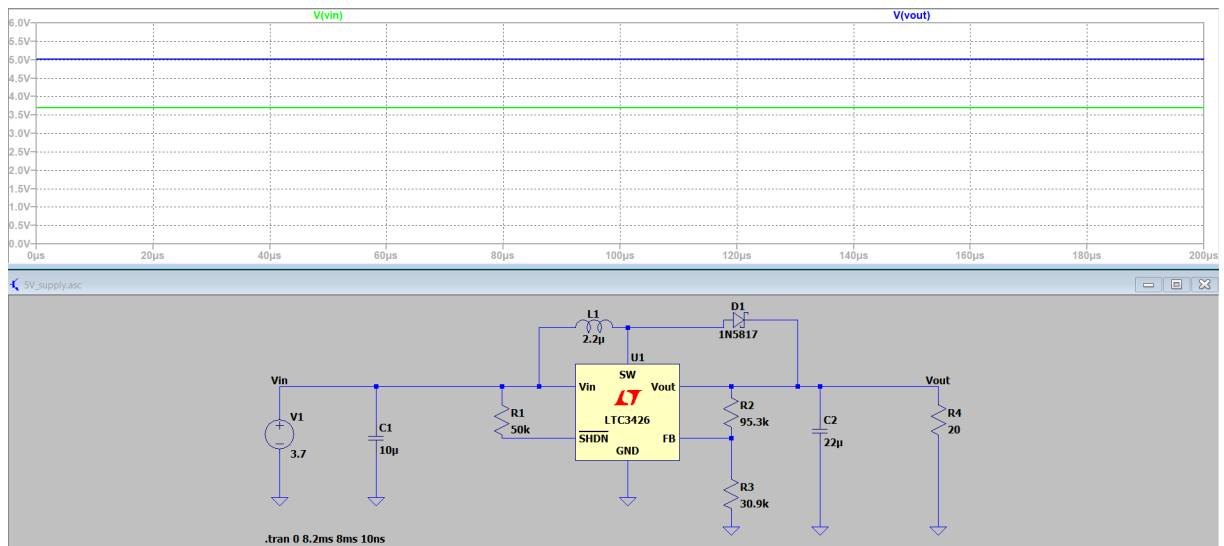 V(vin) V(vout)
6.0V
5.5V
5.0V
4.5V
4.0V
3.5V
3.0V
2.5V
2.0V
1.5V
1.0V
0.5V
0.0V
0µs 20µs 40µs 60µs 80µs 100µs 120µs 140µs 160µs 180µs 200µs
5V_supply.asc
L1
2.2µ
D1
1N5817
U1
SW
Vin
Vin
Vout
Vout
LTC3426
SHDN
FB
GND
V1
3.7
C1
10µ
R1
50k
R2
95.3k
R3
30.9k
C2
22µ
R4
20
.tran 0 8.2ms 8ms 10ns